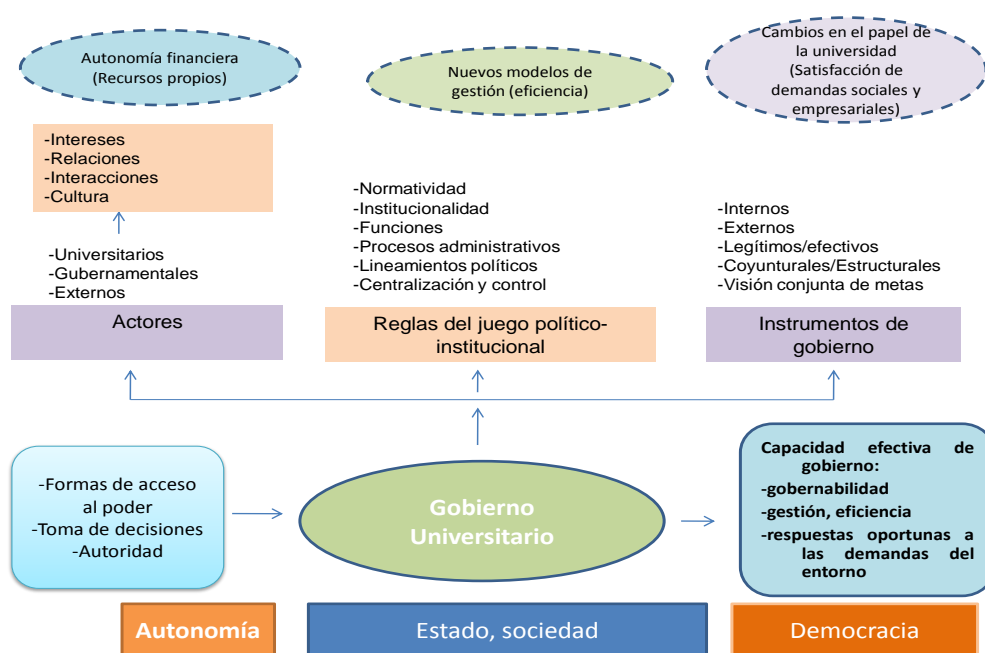 Autonomía financiera
(Recursos propios)
Nuevos modelos de
gestión (eficiencia)
Cambios en el papel de
la universidad
(Satisfacción de
demandas sociales y
empresariales)
-Intereses
-Relaciones
-Interacciones
-Cultura
-Universitarios
-Gubernamentales
-Externos
Actores
-Normatividad
-Institucionalidad
-Funciones
-Procesos administrativos
-Lineamientos políticos
-Centralización y control
Reglas del juego político-
institucional
-Internos
-Externos
-Legítimos/efectivos
-Coyunturales/Estructurales
-Visión conjunta de metas
Instrumentos de
gobierno
-Formas de acceso
al poder
-Toma de decisiones
-Autoridad
Gobierno
Universitario
Capacidad efectiva de
gobierno:
-gobernabilidad
-gestión, eficiencia
-respuestas oportunas a
las demandas del
entorno
Autonomía
Estado, sociedad
Democracia